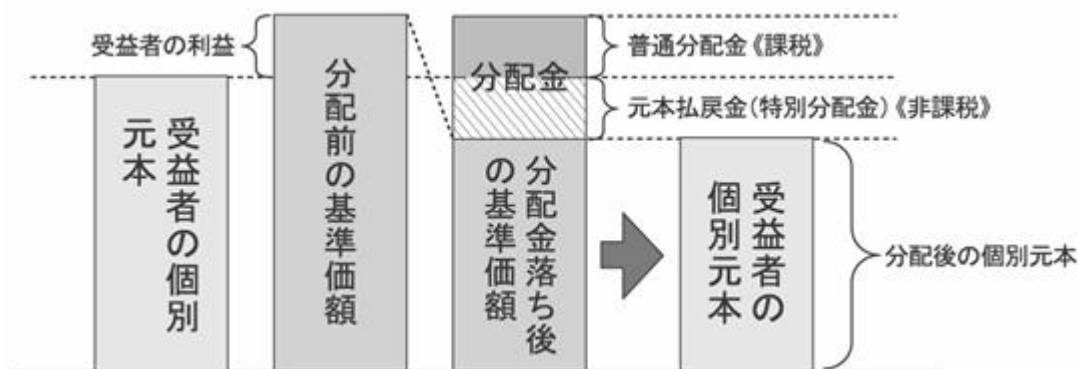 受益者の利益
受益者の個別
元本
分配前の基準価額
分配金
分配金落ち後
の基準価額
普通分配金《課税》
元本払戻金(特別分配金)《非課税》
受益者の
個別元本
分配後の個別元本